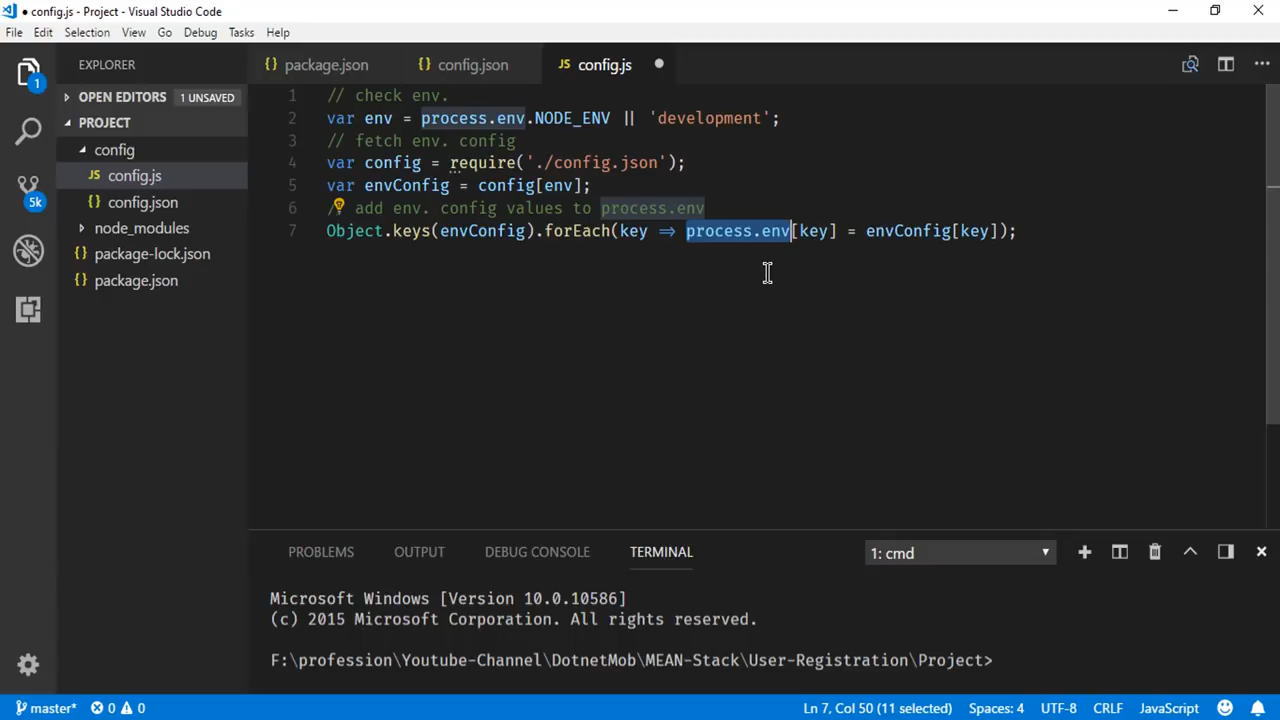 ● config.js - Project - Visual Studio Code
File Edit Selection View Go Debug Tasks Help
EXPLORER
{ } package.json
{ } config.json
JS config.js ●
OPEN EDITORS 1 UNSAVED
PROJECT
config
JS config.js
{ } config.json
node_modules
{ } package-lock.json
{ } package.json
1
5k
1 // check env.
2 var env = process.env.NODE_ENV || 'development';
3 // fetch env. config
4 var config = require('./config.json');
5 var envConfig = config[env];
6 / add env. config values to process.env
7 Object.keys(envConfig).forEach(key => process.env[key] = envConfig[key]);
PROBLEMS OUTPUT DEBUG CONSOLE TERMINAL 1: cmd
Microsoft Windows [Version 10.0.10586]
(c) 2015 Microsoft Corporation. All rights reserved.
F:\profession\Youtube-Channel\DotnetMob\MEAN-Stack\User-Registration\Project>
master* 0 0 Ln 7, Col 50 (11 selected) Spaces: 4 UTF-8 CRLF JavaScript